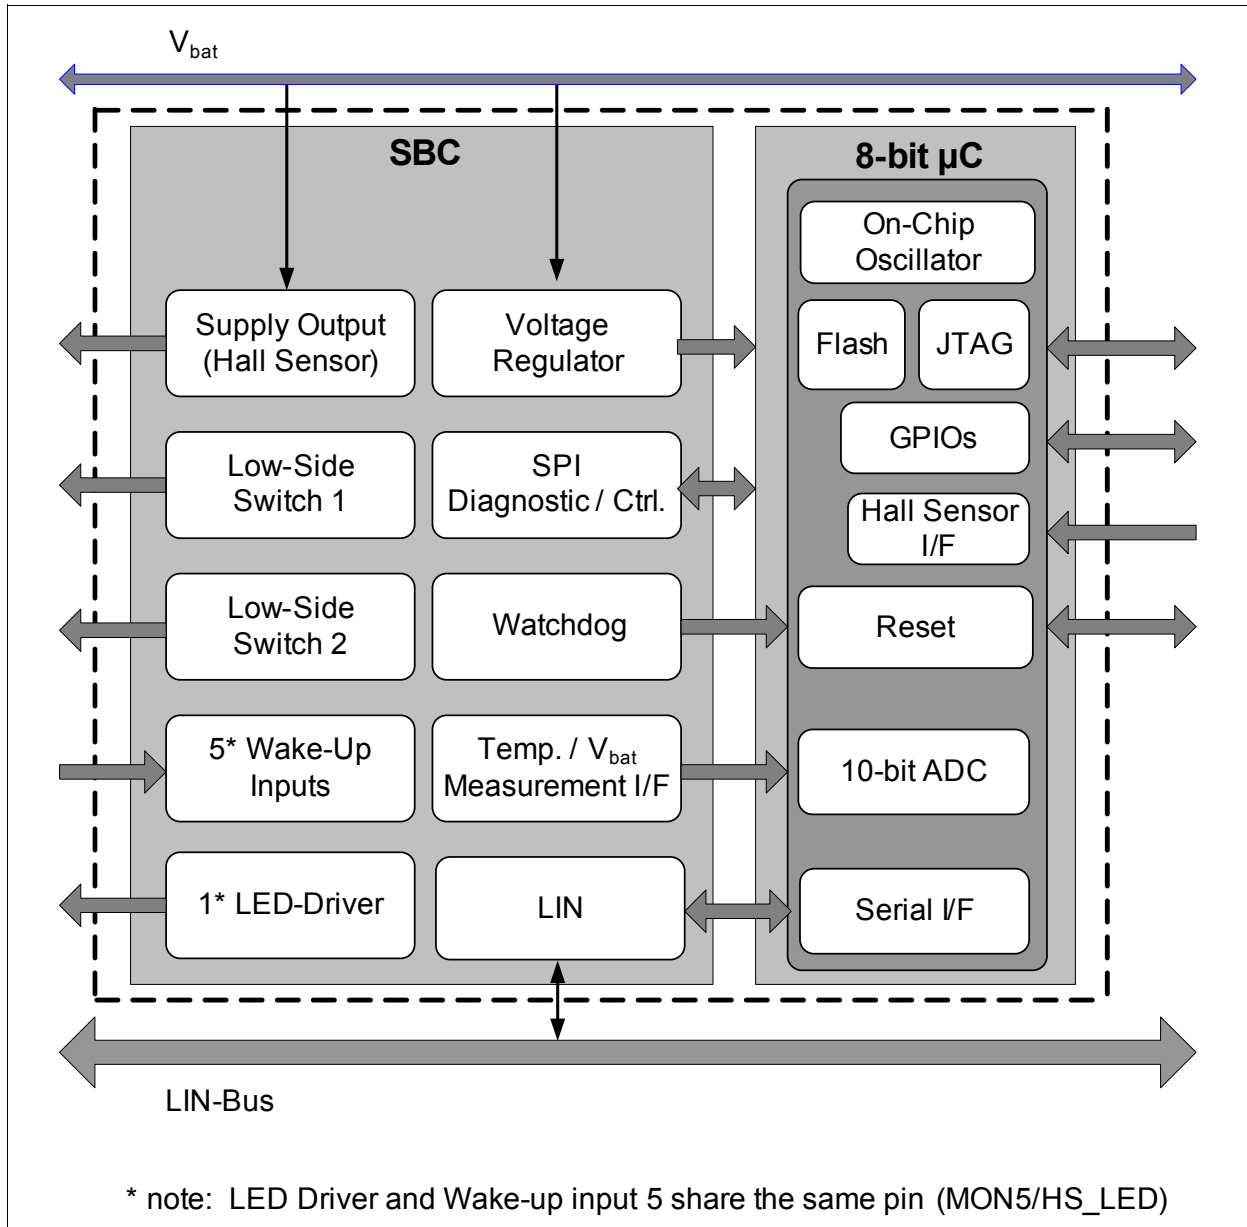 Vbat
SBC
8-bit µC
On-Chip
Oscillator
Supply Output
(Hall Sensor)
Voltage
Regulator
Flash
JTAG
GPIOs
Low-Side
Switch 1
SPI
Diagnostic / Ctrl.
Hall Sensor
I/F
Low-Side
Switch 2
Watchdog
Reset
5* Wake-Up
Inputs
Temp. / Vbat
Measurement I/F
10-bit ADC
1* LED-Driver
LIN
Serial I/F
LIN-Bus
* note: LED Driver and Wake-up input 5 share the same pin (MON5/HS_LED)